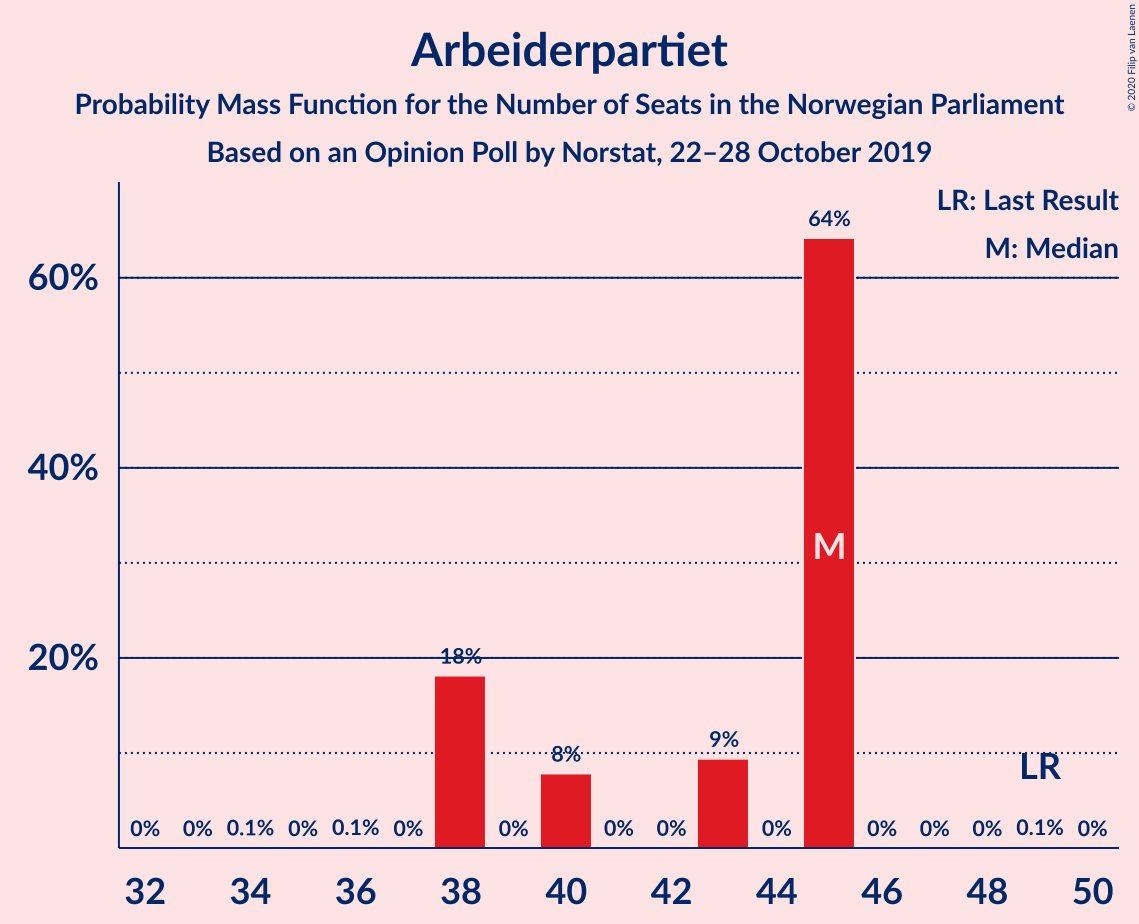 Arbeiderpartiet
Probability Mass Function for the Number of Seats in the Norwegian Parliament
Based on an Opinion Poll by Norstat, 22–28 October 2019
© 2020 Filip van Laenen
LR: Last Result
M: Median
64%
60%
40%
M
20%
18%
8%
9%
LR
0% 0% 0.1% 0% 0.1% 0% 0% 0% 0% 0% 0% 0% 0% 0.1% 0%
32 34 36 38 40 42 44 46 48 50